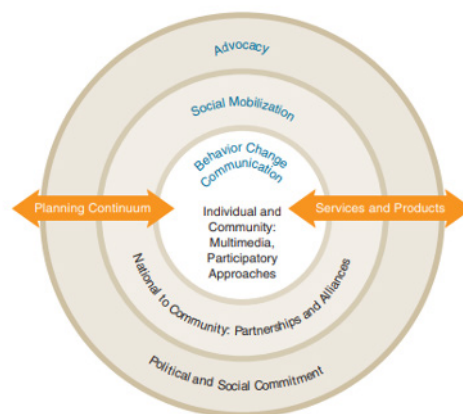 Advocacy
Social Mobilization
Behavior Change
Communication
Planning Continuum
Services and Products
Individual and
Community:
Multimedia,
Participatory
Approaches
National to Community: Partnerships and Alliances
Political and Social Commitment